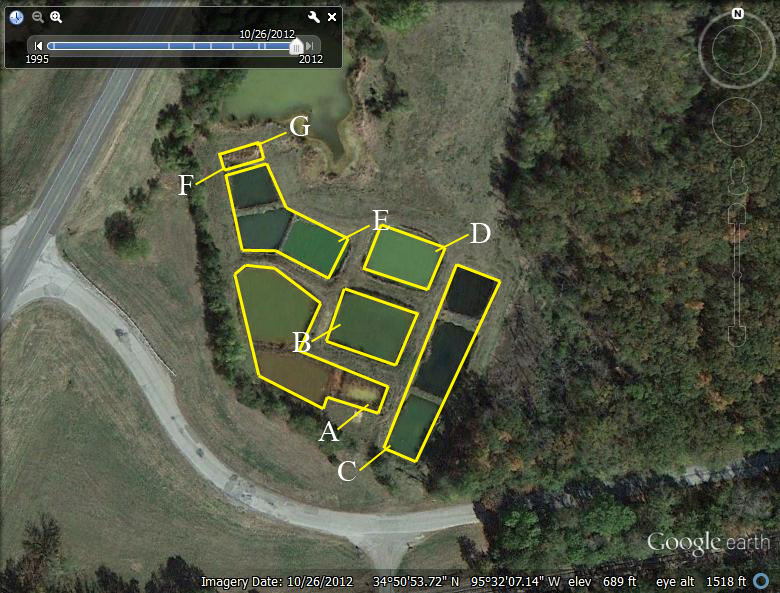 10/26/2012
1995
2012
N
G
F
E
D
B
A
C
Google earth
Imagery Date: 10/26/2012 34°50'53.72" N 95°32'07.14" W elev 689 ft eye alt 1518 ft